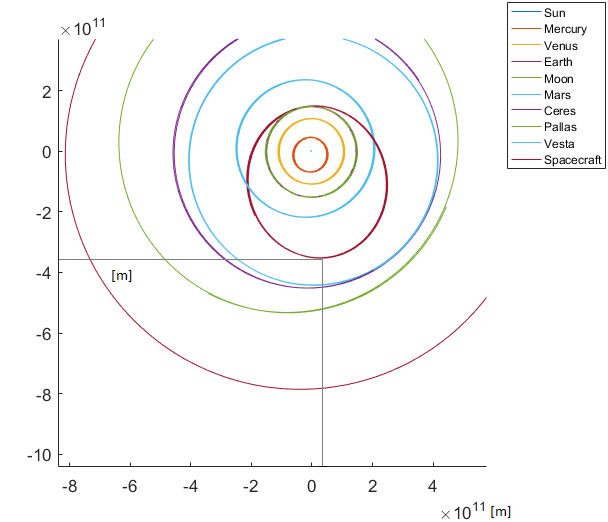 ×10^11
2
0
-2
-4
-6
-8
-10
[m]
-8 -6 -4 -2 0 2 4
×10^11 [m]
Sun
Mercury
Venus
Earth
Moon
Mars
Ceres
Pallas
Vesta
Spacecraft